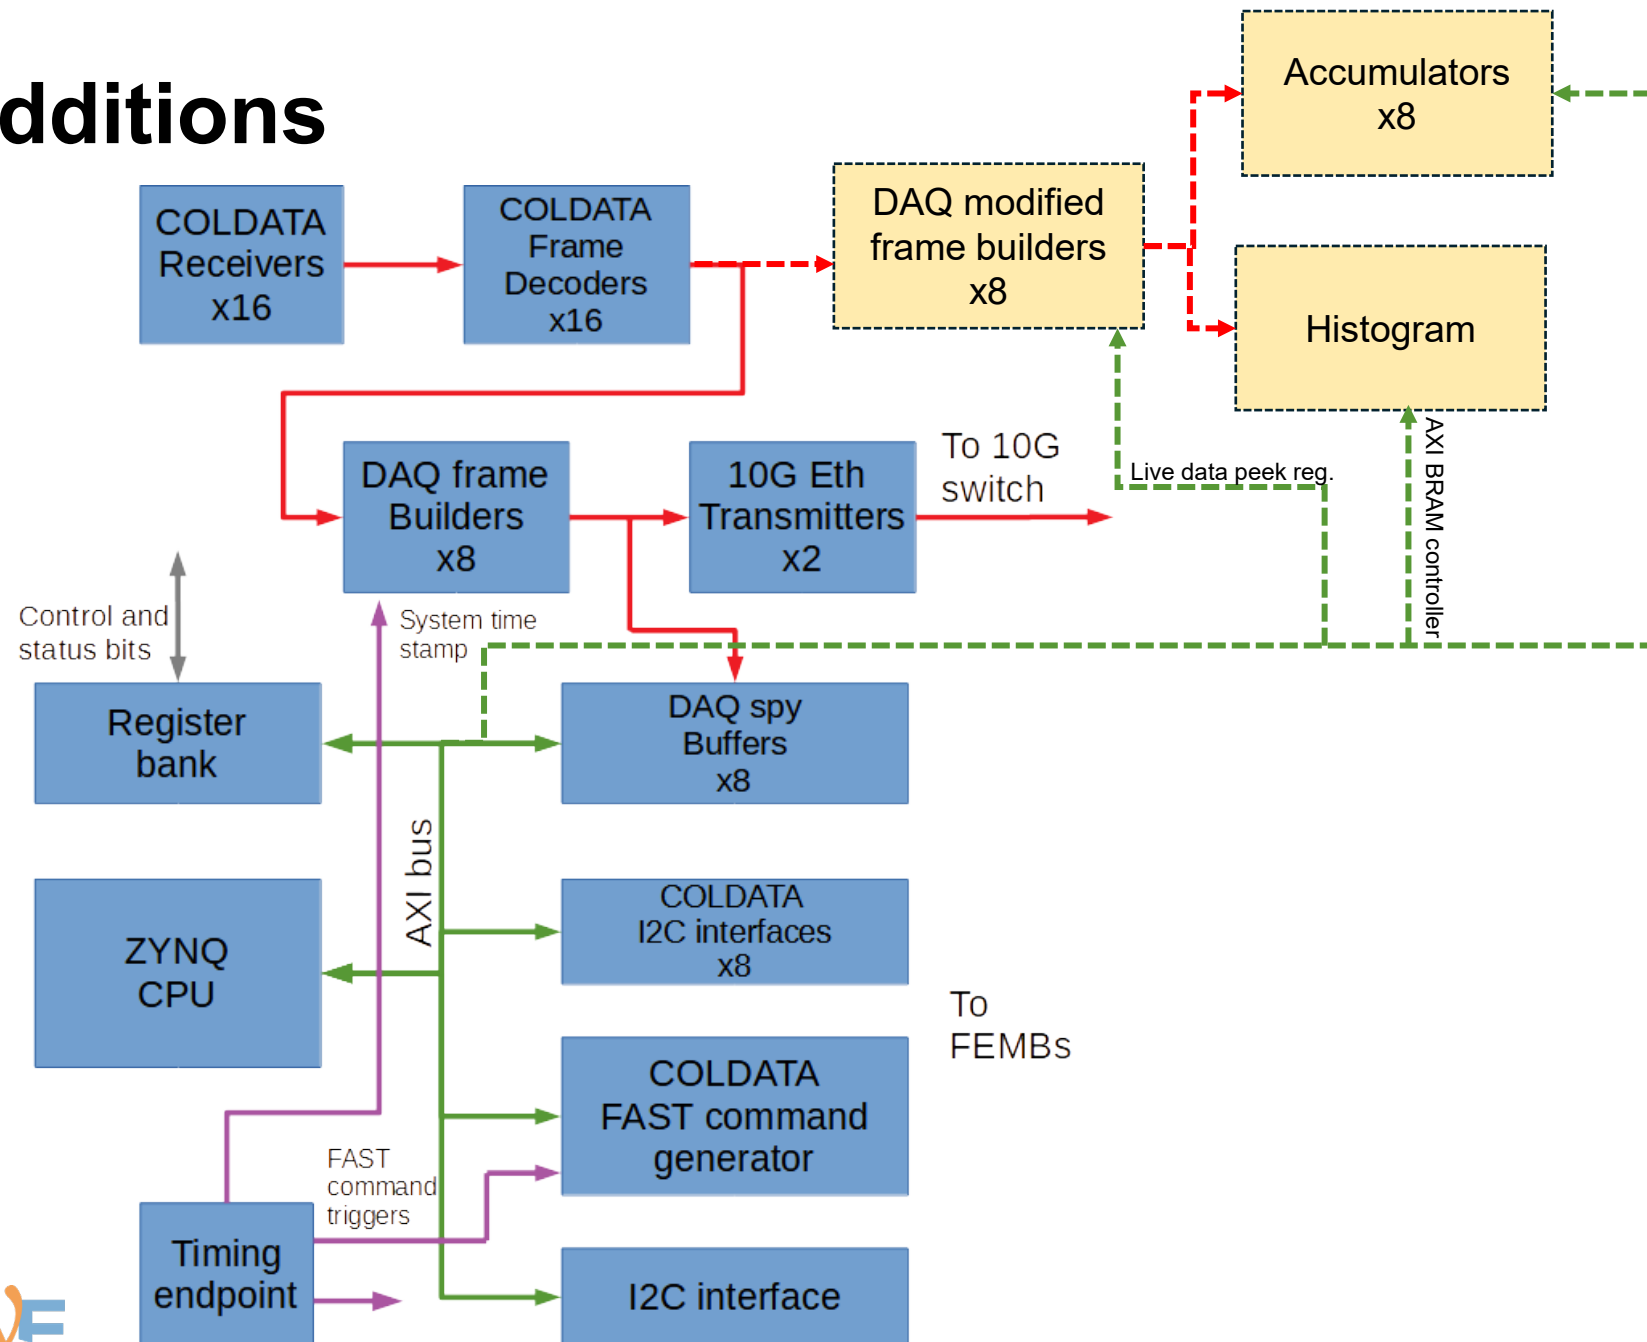 dditions
Accumulators
x8
COLDATA
Receivers
x16
COLDATA
Frame
Decoders
x16
DAQ modified
frame builders
x8
Histogram
DAQ frame
Builders
x8
10G Eth
Transmitters
x2
To 10G
switch
Live data peek reg.
AXI BRAM controller
Control and
status bits
System time
stamp
Register
bank
DAQ spy
Buffers
x8
AXI bus
ZYNQ
CPU
COLDATA
I2C interfaces
x8
To
FEMBs
COLDATA
FAST command
generator
FAST
command
triggers
Timing
endpoint
I2C interface